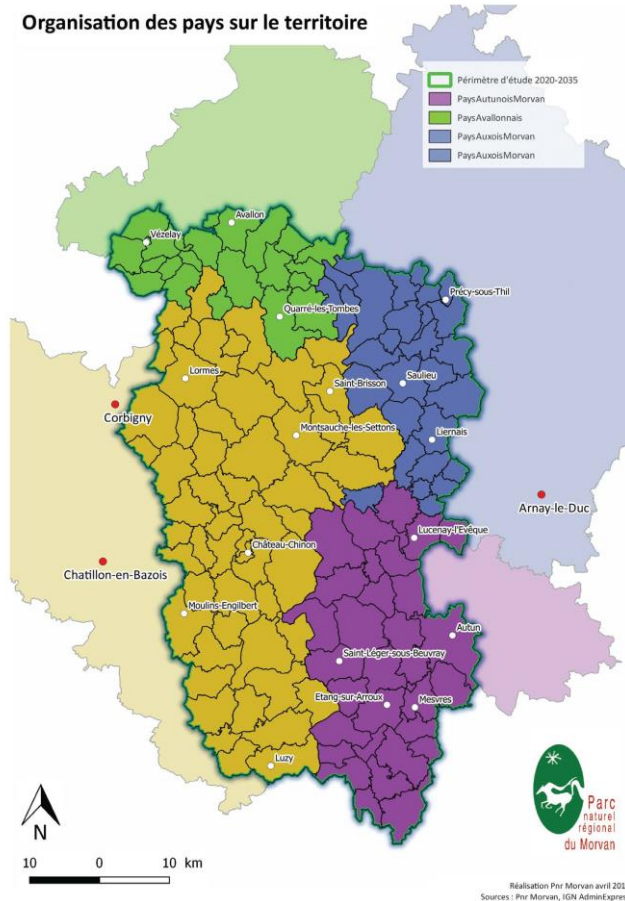 Organisation des pays sur le territoire
Périmètre d'étude 2020-2035
PaysAutunoisMorvan
PaysAvallonnais
PaysAuxoisMorvan
PaysAuxoisMorvan
Avallon
Vézelay
Précy-sous-Thil
Quarré-les-Tombes
Lormes
Saint-Brisson
Saulieu
Corbigny
Montsauche-les-Settons
Liernais
Arnay-le-Duc
Lucenay-l'Evêque
Château-Chinon
Chatillon-en-Bazois
Moulins-Engilbert
Autun
Saint-Léger-sous-Beuvray
Etang-sur-Arroux
Mesvres
Luzy
N
10 0 10 km
Parc
naturel
régional
du Morvan
Réalisation Pnr Morvan avril 201
Sources : Pnr Morvan, IGN AdminExpres